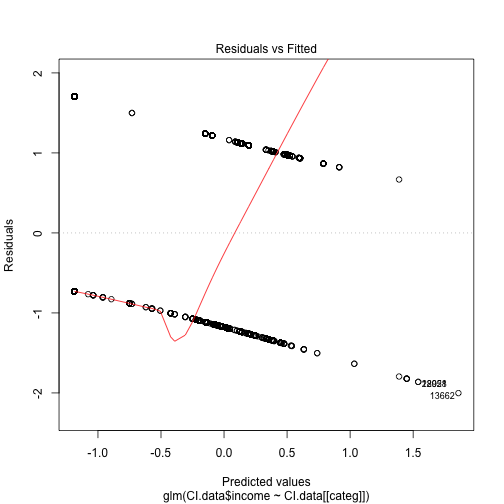 Residuals vs Fitted
Residuals
2
1
0
-1
-2
13662
-1.0 -0.5 0.0 0.5 1.0 1.5
Predicted values
glm(CI.data$income ~ CI.data[[categ]])